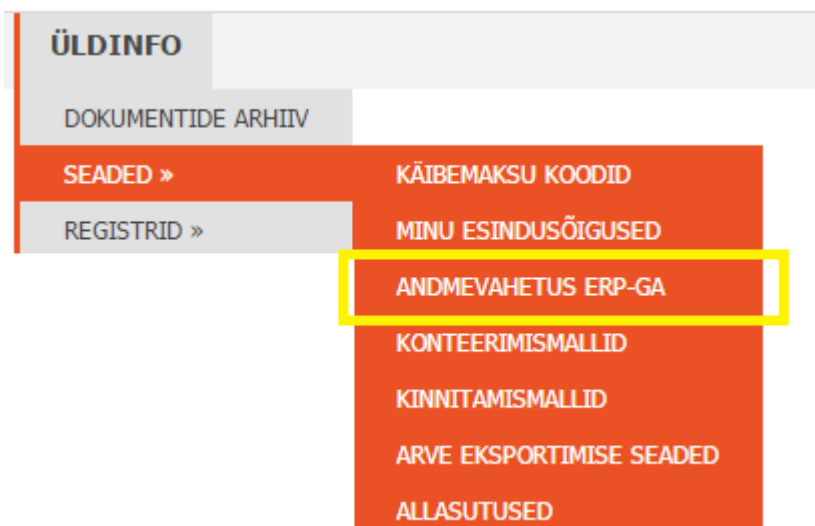 ÜLDINFO
DOKUMENTIDE ARHIIV
SEADED »
REGISTRID »
KÄIBEMAKSU KOODID
MINU ESINDUSÕIGUSED
ANDMEVAHETUS ERP-GA
KONTEERIMISMALLID
KINNITAMISMALLID
ARVE EKSPORTIMISE SEADED
ALLASUTUSED